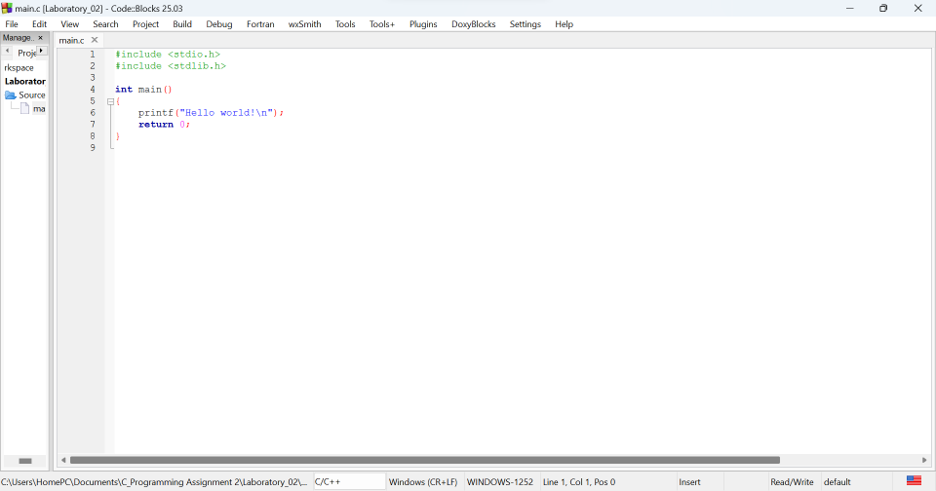 main.c [Laboratory_02] - Code::Blocks 25.03
File Edit View Search Project Build Debug Fortran wxSmith Tools Tools+ Plugins DoxyBlocks Settings Help
Manage..
Proje
rkspace
Laborator
Source
ma
main.c
1 #include <stdio.h>
2 #include <stdlib.h>
3
4 int main()
5 {
6 printf("Hello world!\n");
7 return 0;
8 }
9
C:\Users\HomePC\Documents\C_Programming Assignment 2\Laboratory_02\... C/C++ Windows (CR+LF) WINDOWS-1252 Line 1, Col 1, Pos 0 Insert Read/Write default